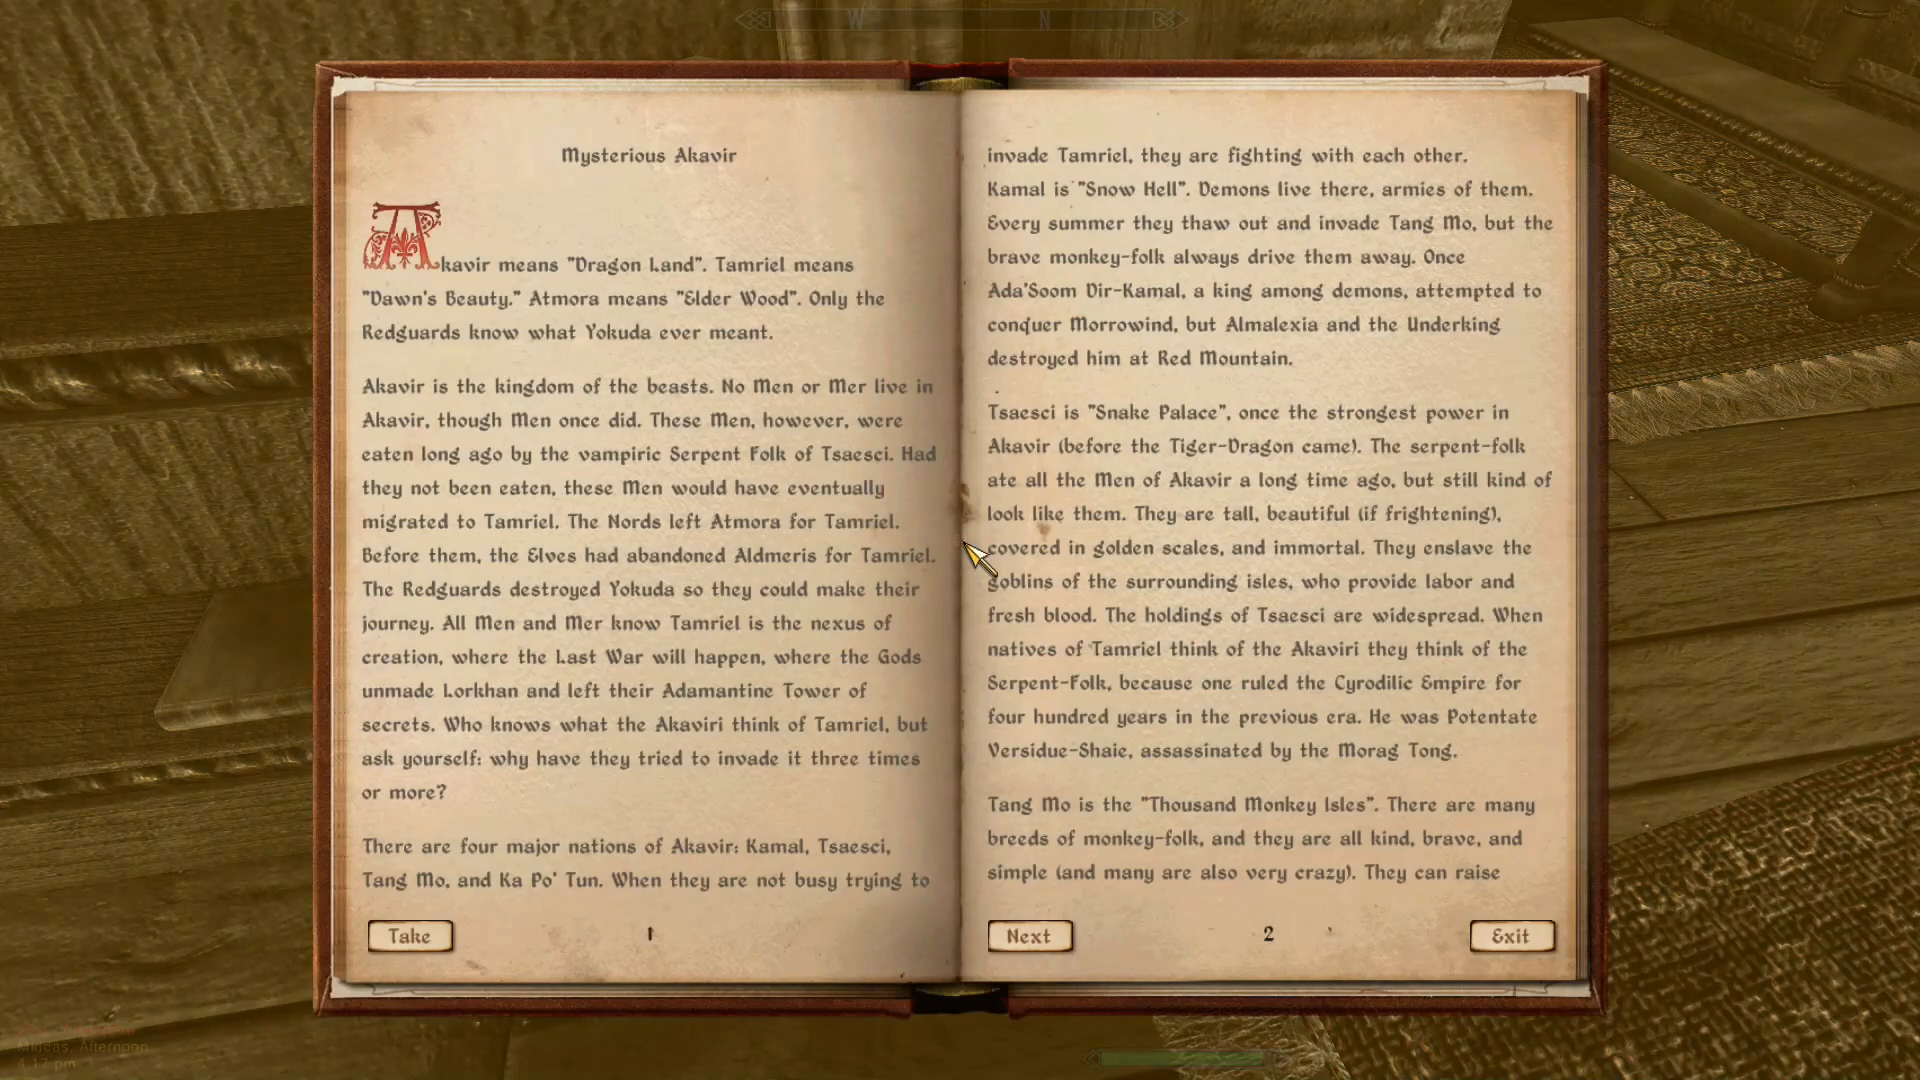 W N
Mysterious Akavir
Akavir means "Dragon Land". Tamriel means
"Dawn's Beauty." Atmora means "Elder Wood". Only the
Redguards know what Yokuda ever meant.
Akavir is the kingdom of the beasts. No Men or Mer live in
Akavir, though Men once did. These Men, however, were
eaten long ago by the vampiric Serpent Folk of Tsaesci. Had
they not been eaten, these Men would have eventually
migrated to Tamriel. The Nords left Atmora for Tamriel.
Before them, the Elves had abandoned Aldmeris for Tamriel.
The Redguards destroyed Yokuda so they could make their
journey. All Men and Mer know Tamriel is the nexus of
creation, where the Last War will happen, where the Gods
unmade Lorkhan and left their Adamantine Tower of
secrets. Who knows what the Akaviri think of Tamriel, but
ask yourself: why have they tried to invade it three times
or more?
There are four major nations of Akavir: Kamal, Tsaesci,
Tang Mo, and Ka Po' Tun. When they are not busy trying to
Take
1
invade Tamriel, they are fighting with each other.
Kamal is "Snow Hell". Demons live there, armies of them.
Every summer they thaw out and invade Tang Mo, but the
brave monkey-folk always drive them away. Once
Ada'Soom Dir-Kamal, a king among demons, attempted to
conquer Morrowind, but Almalexia and the Underking
destroyed him at Red Mountain.
Tsaesci is "Snake Palace", once the strongest power in
Akavir (before the Tiger-Dragon came). The serpent-folk
ate all the Men of Akavir a long time ago, but still kind of
look like them. They are tall, beautiful (if frightening),
covered in golden scales, and immortal. They enslave the
goblins of the surrounding isles, who provide labor and
fresh blood. The holdings of Tsaesci are widespread. When
natives of Tamriel think of the Akaviri they think of the
Serpent-Folk, because one ruled the Cyrodilic Empire for
four hundred years in the previous era. He was Potentate
Versidue-Shaie, assassinated by the Morag Tong.
Tang Mo is the "Thousand Monkey Isles". There are many
breeds of monkey-folk, and they are all kind, brave, and
simple (and many are also very crazy). They can raise
Next
2
Exit
Middas, Afternoon
4:17 pm